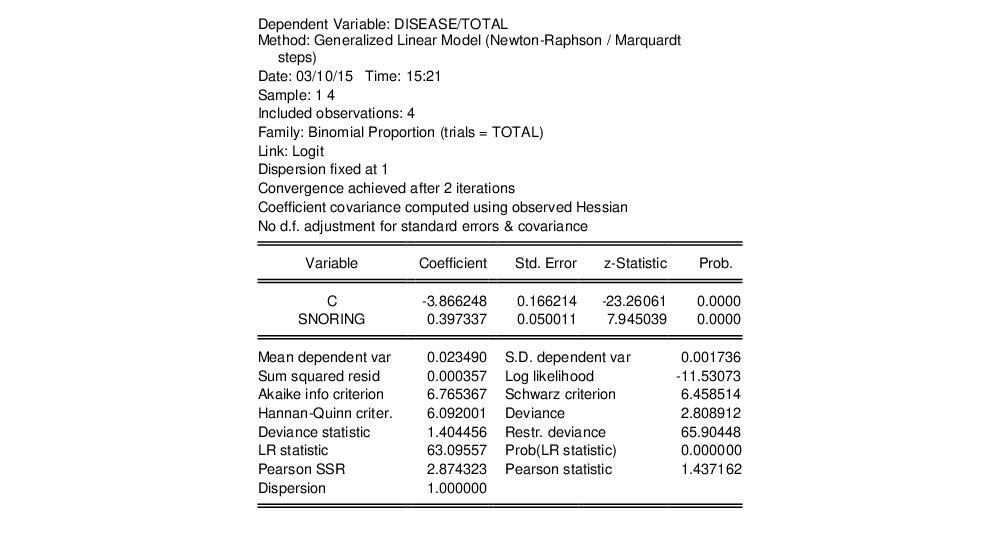 Dependent Variable: DISEASE/TOTAL
Method: Generalized Linear Model (Newton-Raphson / Marquardt
steps)
Date: 03/10/15 Time: 15:21
Sample: 1 4
Included observations: 4
Family: Binomial Proportion (trials = TOTAL)
Link: Logit
Dispersion fixed at 1
Convergence achieved after 2 iterations
Coefficient covariance computed using observed Hessian
No d.f. adjustment for standard errors & covariance
Variable Coefficient Std. Error z-Statistic Prob.
C -3.866248 0.166214 -23.26061 0.0000
SNORING 0.397337 0.050011 7.945039 0.0000
Mean dependent var 0.023490 S.D. dependent var 0.001736
Sum squared resid 0.000357 Log likelihood -11.53073
Akaike info criterion 6.765367 Schwarz criterion 6.458514
Hannan-Quinn criter. 6.092001 Deviance 2.808912
Deviance statistic 1.404456 Restr. deviance 65.90448
LR statistic 63.09557 Prob(LR statistic) 0.000000
Pearson SSR 2.874323 Pearson statistic 1.437162
Dispersion 1.000000